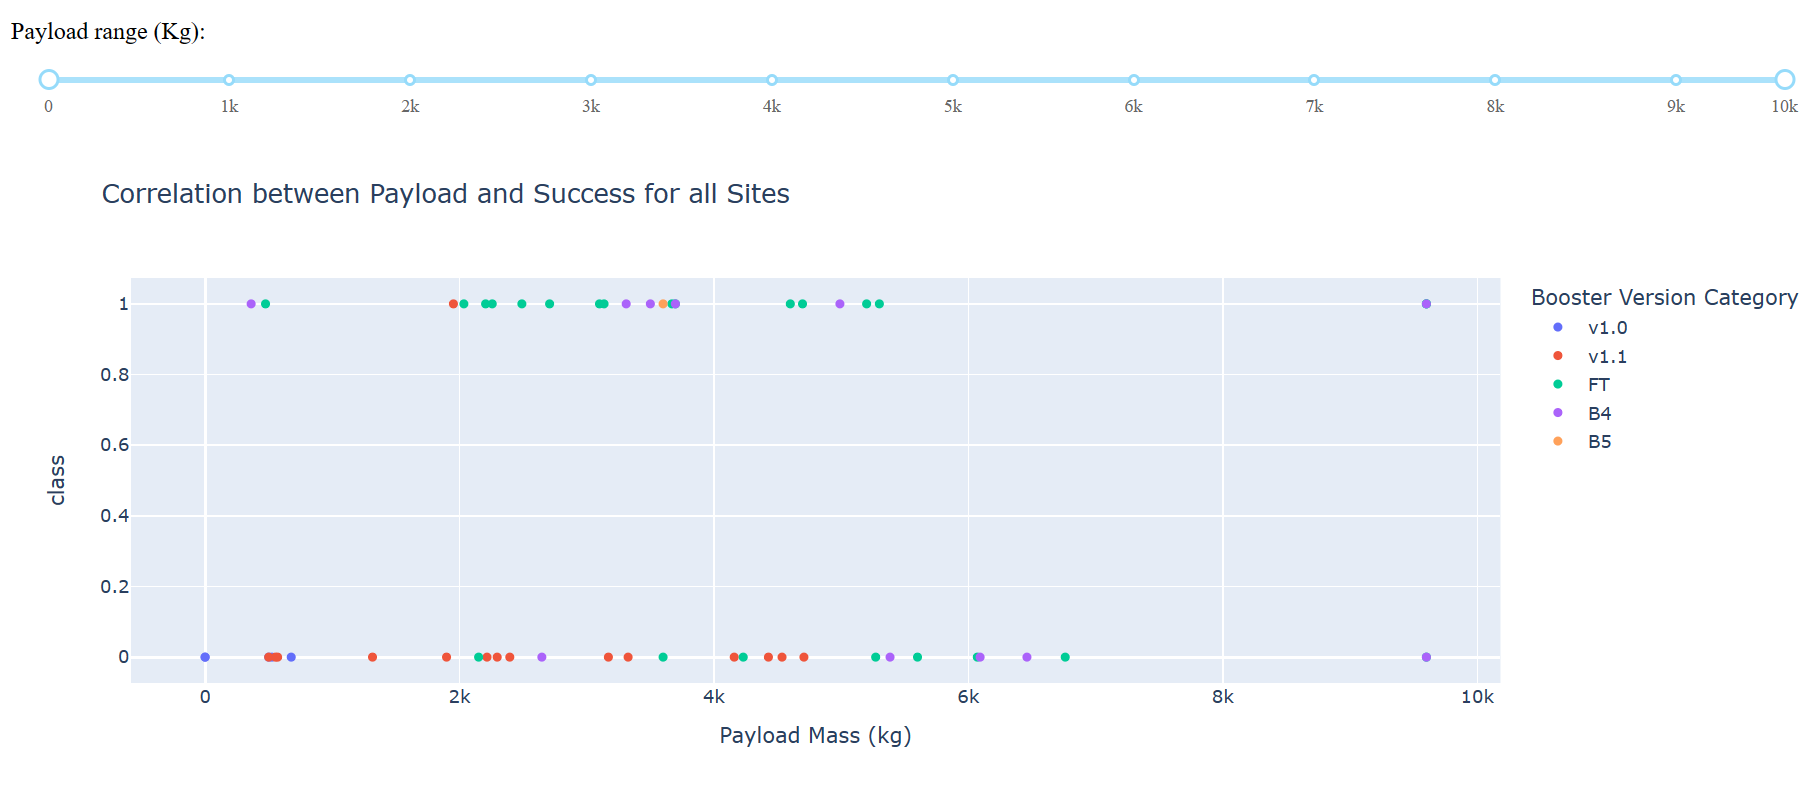 Payload range (Kg):
0 1k 2k 3k 4k 5k 6k 7k 8k 9k 10k
Correlation between Payload and Success for all Sites
Booster Version Category
v1.0
v1.1
FT
B4
B5
1
0.8
0.6
0.4
0.2
0
class
0 2k 4k 6k 8k 10k
Payload Mass (kg)